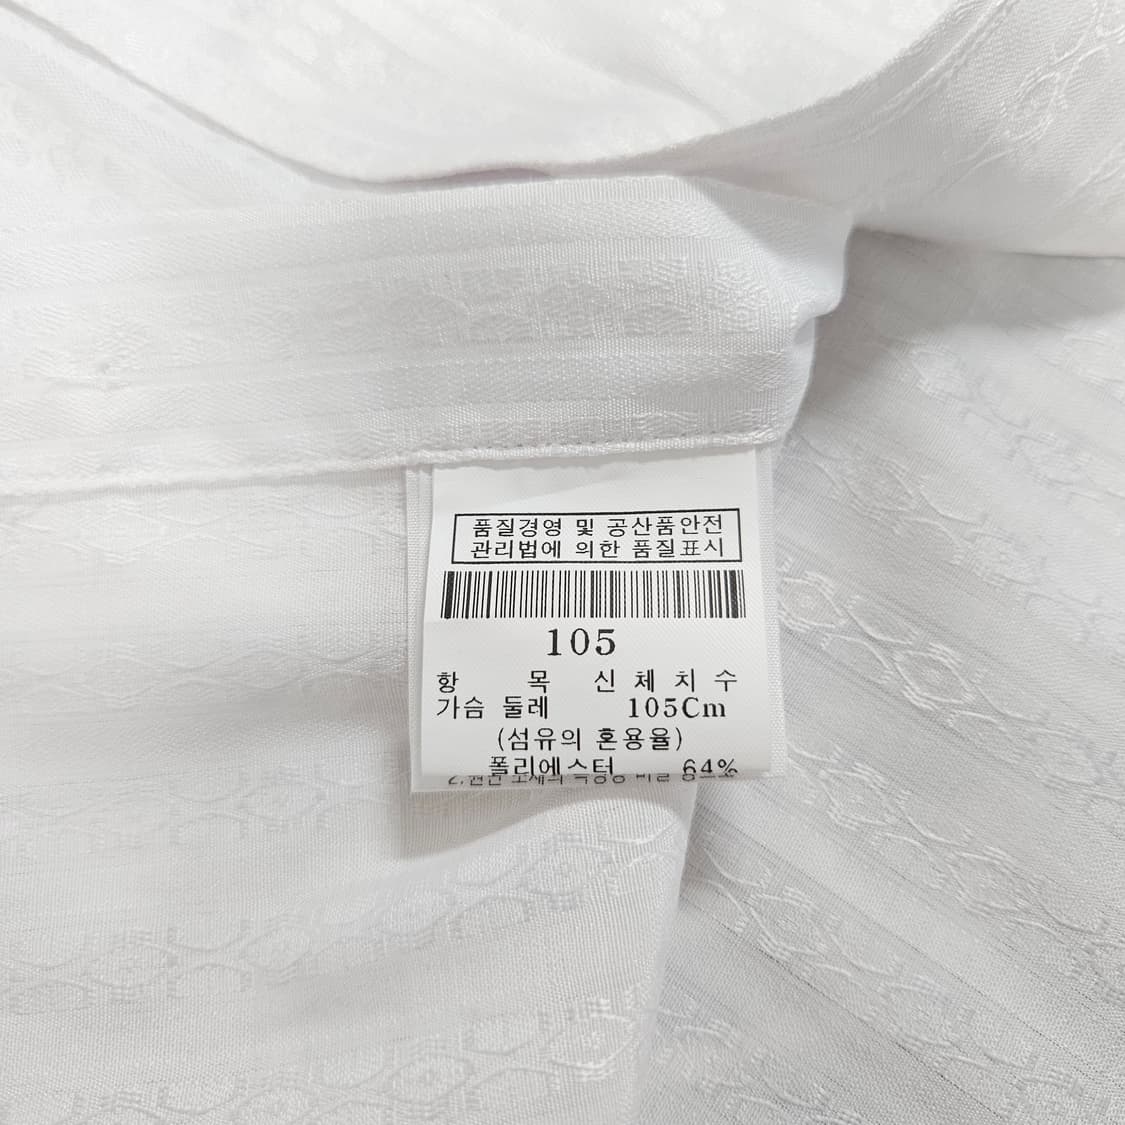 품질경영 및 공산품안전
관리법에 의한 품질표시
105
항 목 신 체 치 수
가슴 둘레 105Cm
(섬유의 혼용율)
폴리에스터 64%